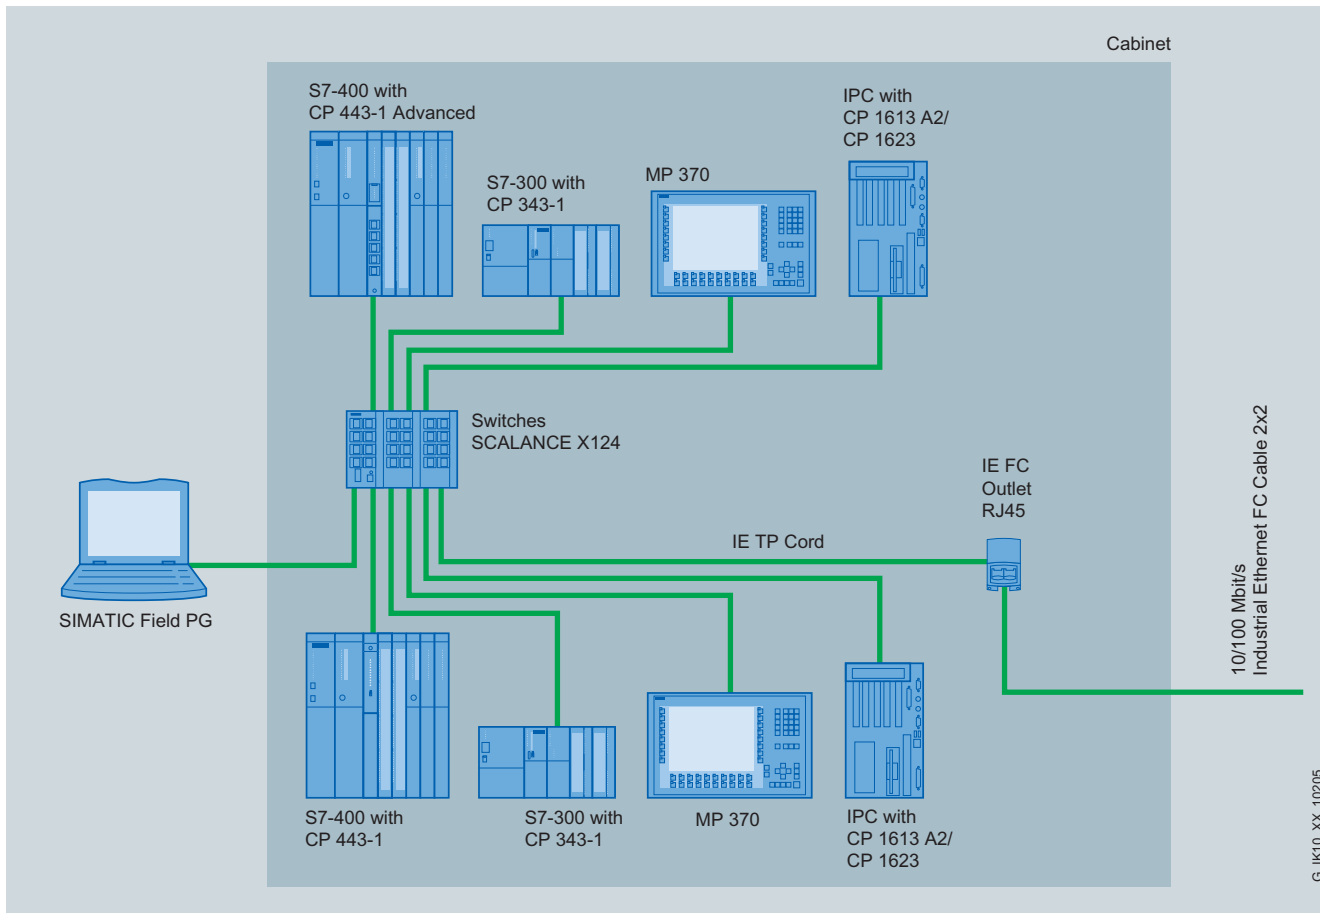 Cabinet
S7-400 with
CP 443-1 Advanced
S7-300 with
CP 343-1
MP 370
IPC with
CP 1613 A2/
CP 1623
Switches
SCALANCE X124
IE FC
Outlet
RJ45
IE TP Cord
SIMATIC Field PG
10/100 Mbit/s
Industrial Ethernet FC Cable 2x2
S7-400 with
CP 443-1
S7-300 with
CP 343-1
MP 370
IPC with
CP 1613 A2/
CP 1623
G_IK10_XX_10205